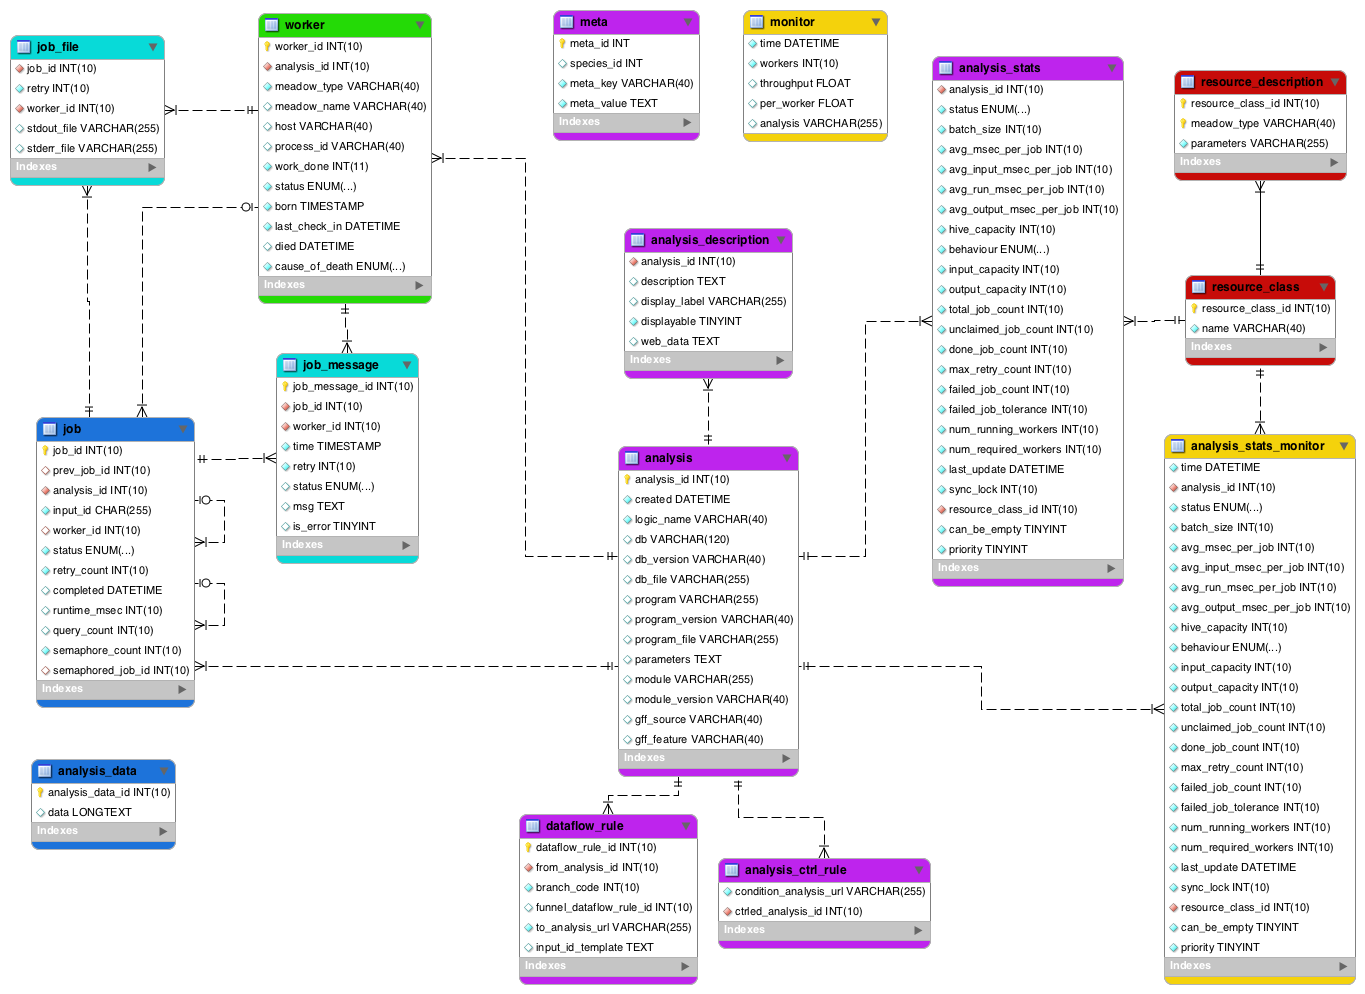 job_file
job_id INT(10)
retry INT(10)
worker_id INT(10)
stdout_file VARCHAR(255)
stderr_file VARCHAR(255)
Indexes
worker
worker_id INT(10)
analysis_id INT(10)
meadow_type VARCHAR(40)
meadow_name VARCHAR(40)
host VARCHAR(40)
process_id VARCHAR(40)
work_done INT(11)
status ENUM(...)
born TIMESTAMP
last_check_in DATETIME
died DATETIME
cause_of_death ENUM(...)
Indexes
meta
meta_id INT
species_id INT
meta_key VARCHAR(40)
meta_value TEXT
Indexes
monitor
time DATETIME
workers INT(10)
throughput FLOAT
per_worker FLOAT
analysis VARCHAR(255)
analysis_stats
analysis_id INT(10)
status ENUM(...)
batch_size INT(10)
avg_msec_per_job INT(10)
avg_input_msec_per_job INT(10)
avg_run_msec_per_job INT(10)
avg_output_msec_per_job INT(10)
hive_capacity INT(10)
behaviour ENUM(...)
input_capacity INT(10)
output_capacity INT(10)
total_job_count INT(10)
unclaimed_job_count INT(10)
done_job_count INT(10)
max_retry_count INT(10)
failed_job_count INT(10)
failed_job_tolerance INT(10)
num_running_workers INT(10)
num_required_workers INT(10)
last_update DATETIME
sync_lock INT(10)
resource_class_id INT(10)
can_be_empty TINYINT
priority TINYINT
Indexes
resource_description
resource_class_id INT(10)
meadow_type VARCHAR(40)
parameters VARCHAR(255)
Indexes
analysis_description
analysis_id INT(10)
description TEXT
display_label VARCHAR(255)
displayable TINYINT
web_data TEXT
Indexes
resource_class
resource_class_id INT(10)
name VARCHAR(40)
Indexes
job_message
job_message_id INT(10)
job_id INT(10)
worker_id INT(10)
time TIMESTAMP
retry INT(10)
status ENUM(...)
msg TEXT
is_error TINYINT
Indexes
job
job_id INT(10)
prev_job_id INT(10)
analysis_id INT(10)
input_id CHAR(255)
worker_id INT(10)
status ENUM(...)
retry_count INT(10)
completed DATETIME
runtime_msec INT(10)
query_count INT(10)
semaphore_count INT(10)
semaphored_job_id INT(10)
Indexes
analysis
analysis_id INT(10)
created DATETIME
logic_name VARCHAR(40)
db VARCHAR(120)
db_version VARCHAR(40)
db_file VARCHAR(255)
program VARCHAR(255)
program_version VARCHAR(40)
program_file VARCHAR(255)
parameters TEXT
module VARCHAR(255)
module_version VARCHAR(40)
gff_source VARCHAR(40)
gff_feature VARCHAR(40)
Indexes
analysis_stats_monitor
time DATETIME
analysis_id INT(10)
status ENUM(...)
batch_size INT(10)
avg_msec_per_job INT(10)
avg_input_msec_per_job INT(10)
avg_run_msec_per_job INT(10)
avg_output_msec_per_job INT(10)
hive_capacity INT(10)
behaviour ENUM(...)
input_capacity INT(10)
output_capacity INT(10)
total_job_count INT(10)
unclaimed_job_count INT(10)
done_job_count INT(10)
max_retry_count INT(10)
failed_job_count INT(10)
failed_job_tolerance INT(10)
num_running_workers INT(10)
num_required_workers INT(10)
last_update DATETIME
sync_lock INT(10)
resource_class_id INT(10)
can_be_empty TINYINT
priority TINYINT
Indexes
analysis_data
analysis_data_id INT(10)
data LONGTEXT
Indexes
dataflow_rule
dataflow_rule_id INT(10)
from_analysis_id INT(10)
branch_code INT(10)
funnel_dataflow_rule_id INT(10)
to_analysis_url VARCHAR(255)
input_id_template TEXT
Indexes
analysis_ctrl_rule
condition_analysis_url VARCHAR(255)
ctrled_analysis_id INT(10)
Indexes